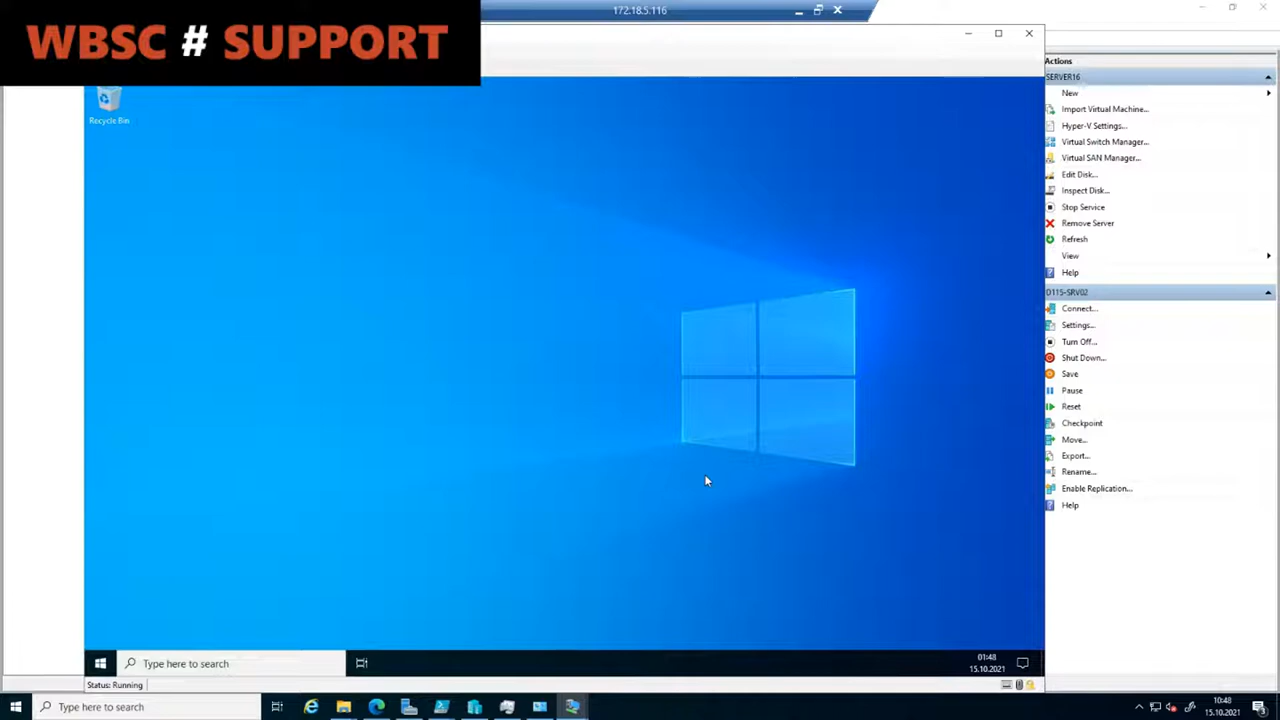 WBSC # SUPPORT
172.18.5.116
Recycle Bin
Actions
SERVER16
New
Import Virtual Machine...
Hyper-V Settings...
Virtual Switch Manager...
Virtual SAN Manager...
Edit Disk...
Inspect Disk...
Stop Service
Remove Server
Refresh
View
Help
D115-SRV02
Connect...
Settings...
Turn Off...
Shut Down...
Save
Pause
Reset
Checkpoint
Move...
Export...
Rename...
Enable Replication...
Help
Type here to search
01:48
15.10.2021
Status: Running
Type here to search
10:48
15.10.2021